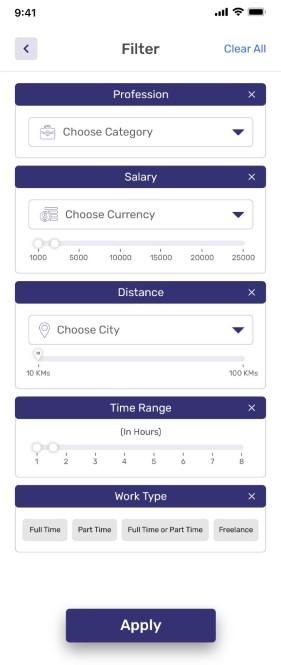 9:41
Filter
Clear All
Profession
Choose Category
Salary
Choose Currency
1000 5000 10000 15000 20000 25000
Distance
Choose City
10 KMs 100 KMs
Time Range
(In Hours)
1 2 3 4 5 6 7 8
Work Type
Full Time Part Time Full Time or Part Time Freelance
Apply